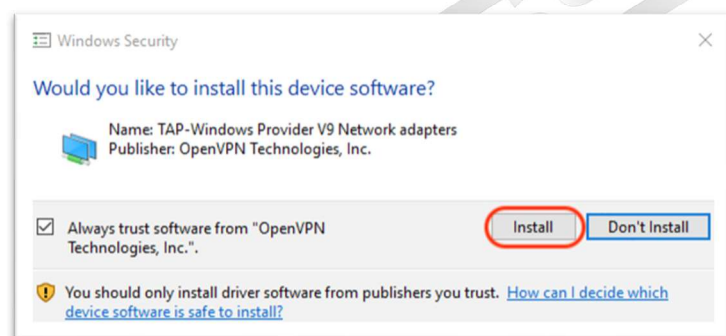 Windows Security
Would you like to install this device software?
Name: TAP-Windows Provider V9 Network adapters
Publisher: OpenVPN Technologies, Inc.
Always trust software from "OpenVPN
Technologies, Inc.".
Install
Don't Install
You should only install driver software from publishers you trust. How can I decide which
device software is safe to install?